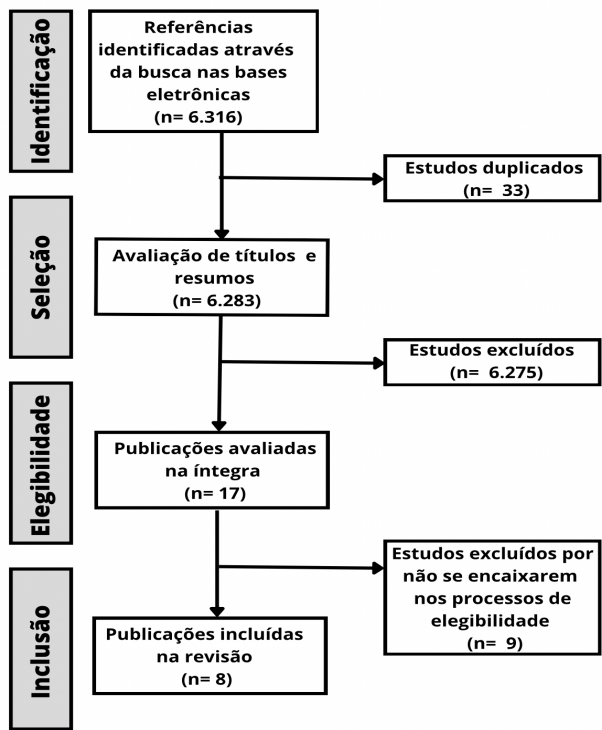 Identificação
Referências
identificadas através
da busca nas bases
eletrônicas
(n= 6.316)
Estudos duplicados
(n= 33)
Seleção
Avaliação de títulos e
resumos
(n= 6.283)
Estudos excluídos
(n= 6.275)
Elegibilidade
Publicações avaliadas
na íntegra
(n= 17)
Estudos excluídos por
não se encaixarem
nos processos de
elegibilidade
(n= 9)
Inclusão
Publicações incluídas
na revisão
(n= 8)